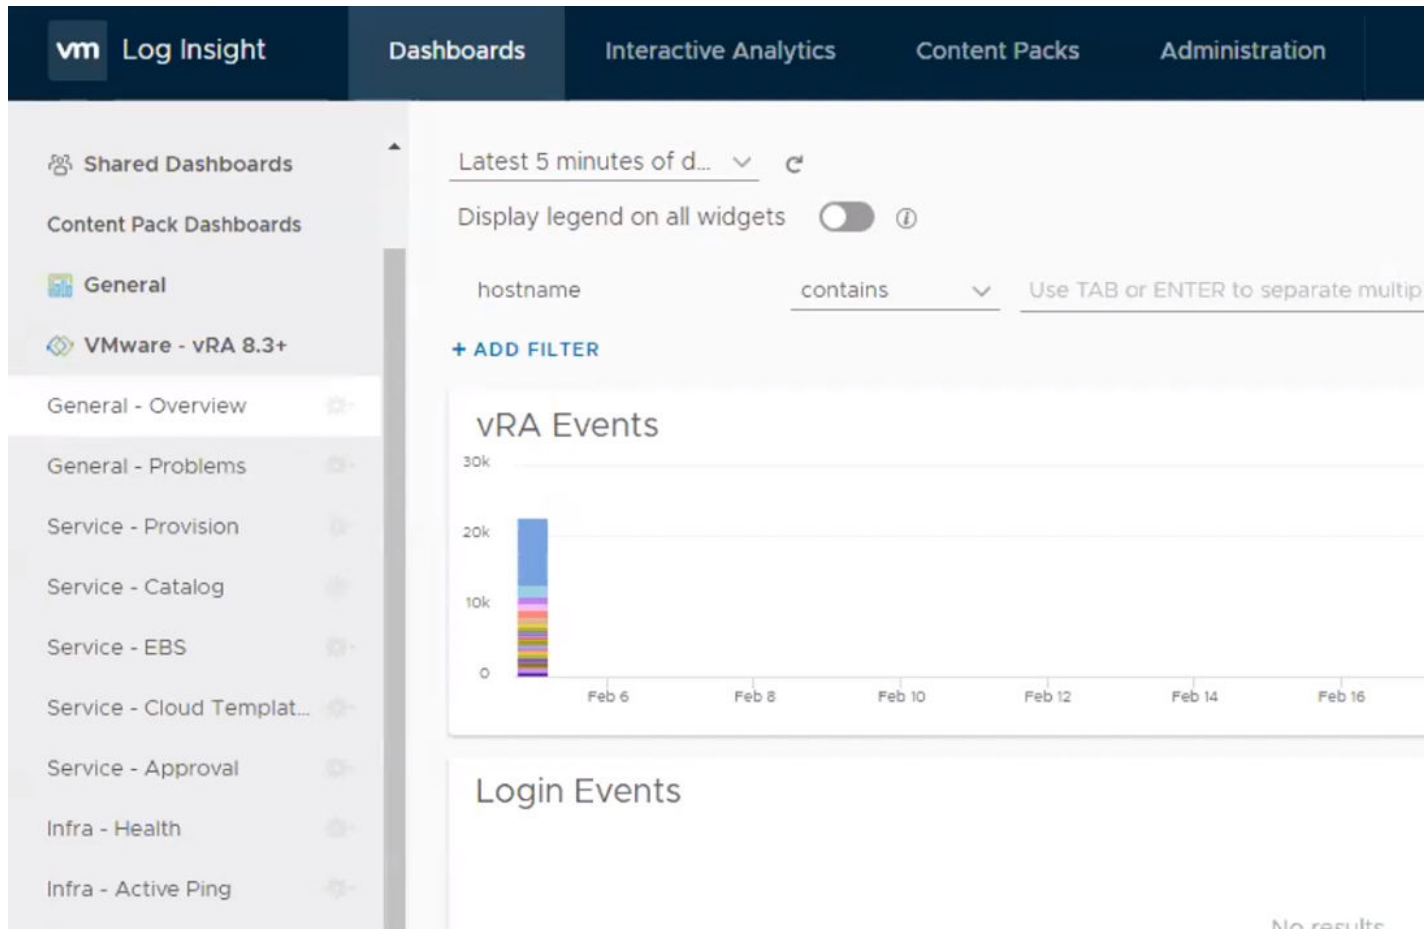 vm Log Insight
Dashboards
Interactive Analytics
Content Packs
Administration
Shared Dashboards
Content Pack Dashboards
General
VMware - vRA 8.3+
General - Overview
General - Problems
Service - Provision
Service - Catalog
Service - EBS
Service - Cloud Templat...
Service - Approval
Infra - Health
Infra - Active Ping
Latest 5 minutes of d...
Display legend on all widgets
hostname
contains
Use TAB or ENTER to separate multip
+ ADD FILTER
vRA Events
30k
20k
10k
0
Feb 6
Feb 8
Feb 10
Feb 12
Feb 14
Feb 16
Login Events
No results